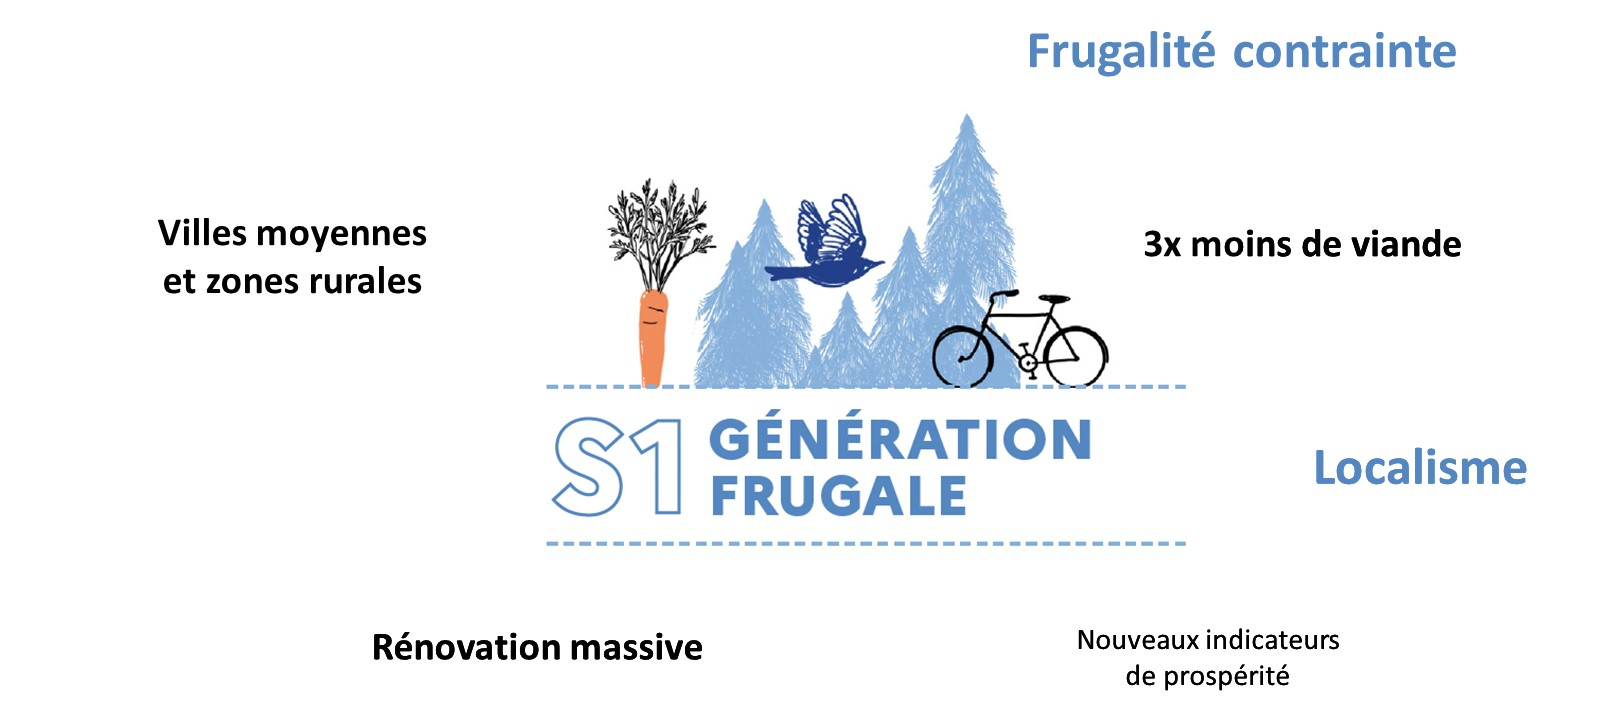 Frugalité contrainte
Villes moyennes
et zones rurales
3x moins de viande
S1 GÉNÉRATION
FRUGALE
Localisme
Rénovation massive
Nouveaux indicateurs
de prospérité